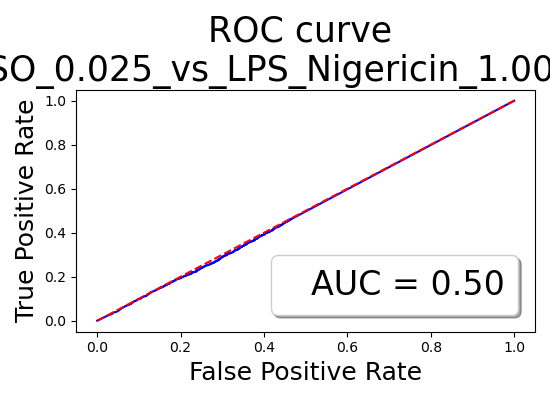 ROC curve
SO_0.025_vs_LPS_Nigericin_1.00
True Positive Rate
1.0
0.8
0.6
0.4
0.2
0.0
AUC = 0.50
0.0 0.2 0.4 0.6 0.8 1.0
False Positive Rate